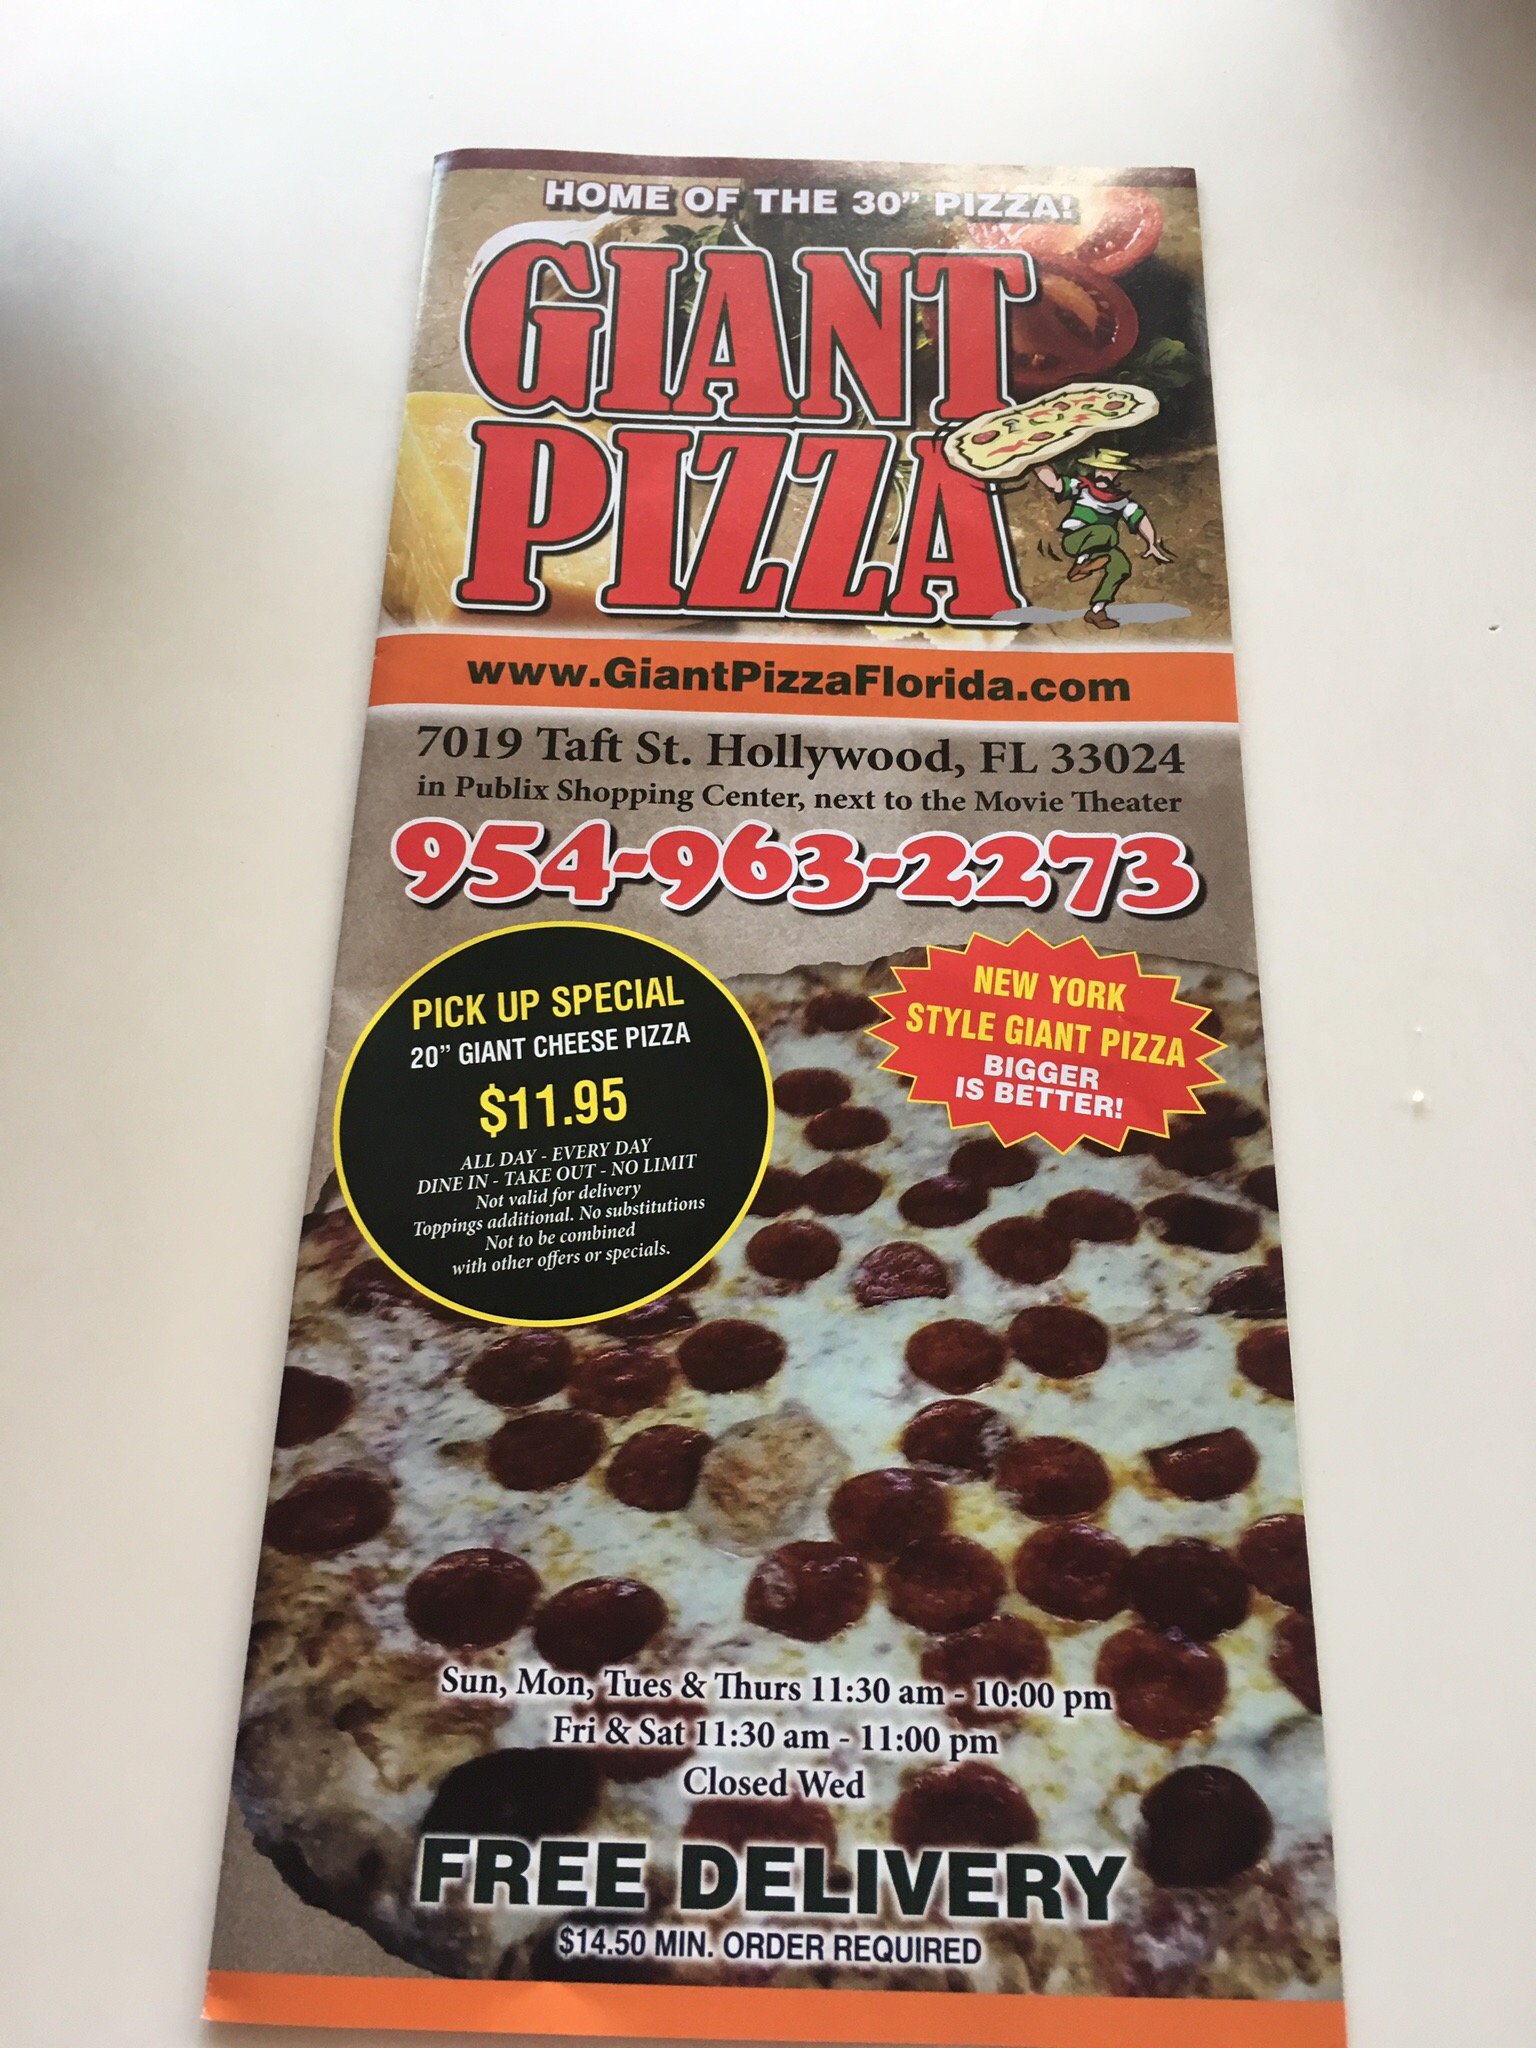 HOME OF THE 30” PIZZA!
GIANT
PIZZA
www.GiantPizzaFlorida.com
7019 Taft St. Hollywood, FL 33024
in Publix Shopping Center, next to the Movie Theater
954-963-2273
PICK UP SPECIAL
20” GIANT CHEESE PIZZA
$11.95
ALL DAY - EVERY DAY
DINE IN - TAKE OUT - NO LIMIT
Not valid for delivery
Toppings additional. No substitutions
Not to be combined
with other offers or specials.
NEW YORK
STYLE GIANT PIZZA
BIGGER
IS BETTER!
Sun, Mon, Tues & Thurs 11:30 am - 10:00 pm
Fri & Sat 11:30 am - 11:00 pm
Closed Wed
FREE DELIVERY
$14.50 MIN. ORDER REQUIRED